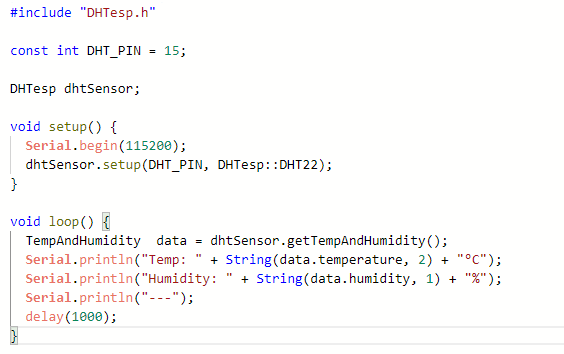 #include "DHTesp.h"
const int DHT_PIN = 15;
DHTesp dhtSensor;
void setup() {
  Serial.begin(115200);
  dhtSensor.setup(DHT_PIN, DHTesp::DHT22);
}
void loop() {
  TempAndHumidity  data = dhtSensor.getTempAndHumidity();
  Serial.println("Temp: " + String(data.temperature, 2) + "°C");
  Serial.println("Humidity: " + String(data.humidity, 1) + "%");
  Serial.println("---");
  delay(1000);
}